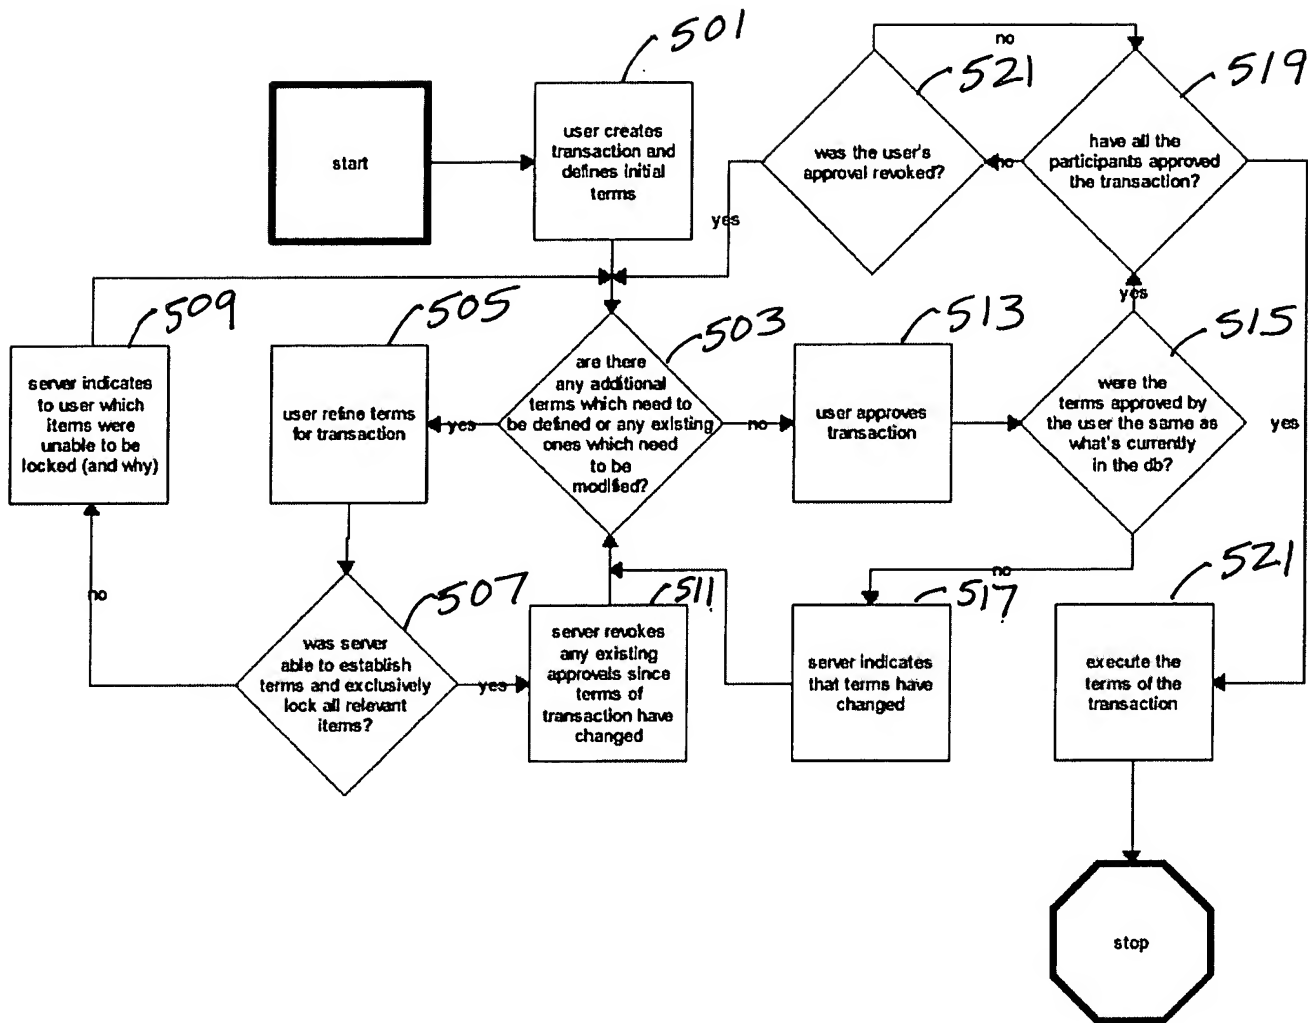 501
521
519
start
user creates
transaction and
defines initial
terms
no
was the user's
approval revoked?
no
have all the
participants approved
the transaction?
yes
yes
yes
509
505
503
513
515
server indicates
to user which
items were
unable to be
locked (and why)
user refine terms
for transaction
yes
are there
any additional
terms which need to
be defined or any existing
ones which need
to be
modified?
no
user approves
transaction
were the
terms approved by
the user the same as
what's currently
in the db?
no
no
507
511
517
521
was server
able to establish
terms and exclusively
lock all relevant
items?
yes
server revokes
any existing
approvals since
terms of
transaction have
changed
server indicates
that terms have
changed
execute the
terms of the
transaction
stop